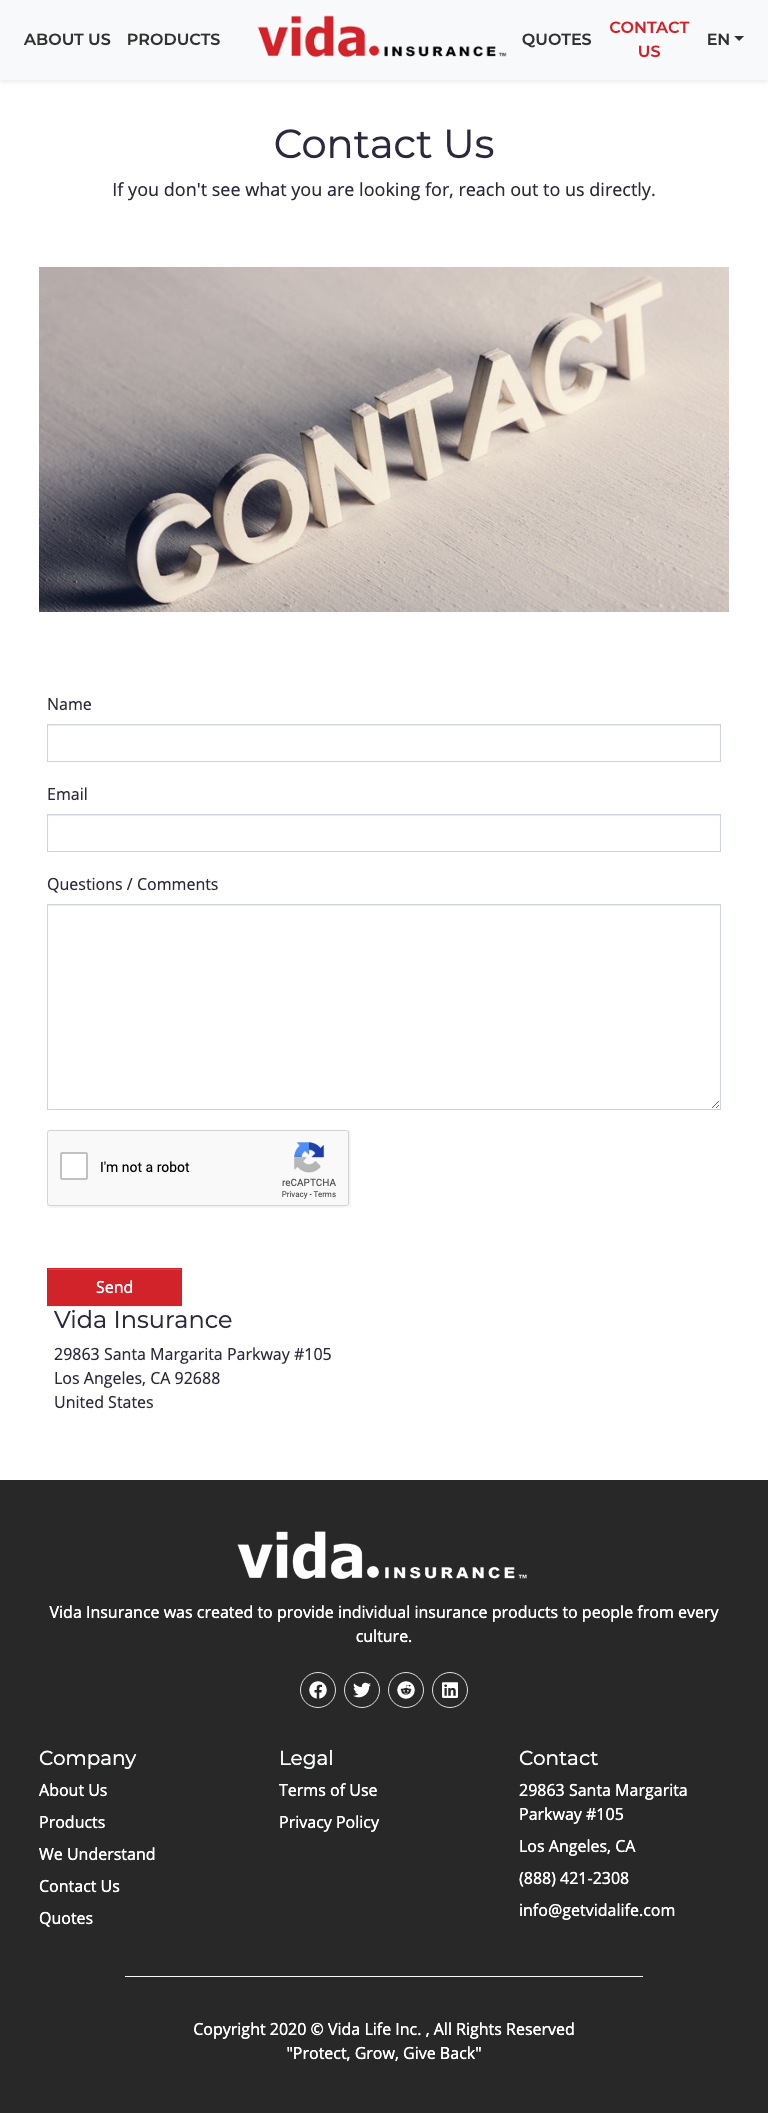 ABOUT US
PRODUCTS
vida. INSURANCE™
QUOTES
CONTACT
US
EN
Contact Us
If you don't see what you are looking for, reach out to us directly.
CONTACT
Name
Email
Questions / Comments
I'm not a robot
reCAPTCHA
Privacy - Terms
Send
Vida Insurance
29863 Santa Margarita Parkway #105
Los Angeles, CA 92688
United States
vida. INSURANCE™
Vida Insurance was created to provide individual insurance products to people from every
culture.
Company
About Us
Products
We Understand
Contact Us
Quotes
Legal
Terms of Use
Privacy Policy
Contact
29863 Santa Margarita
Parkway #105
Los Angeles, CA
(888) 421-2308
info@getvidalife.com
Copyright 2020 © Vida Life Inc. , All Rights Reserved
"Protect, Grow, Give Back"